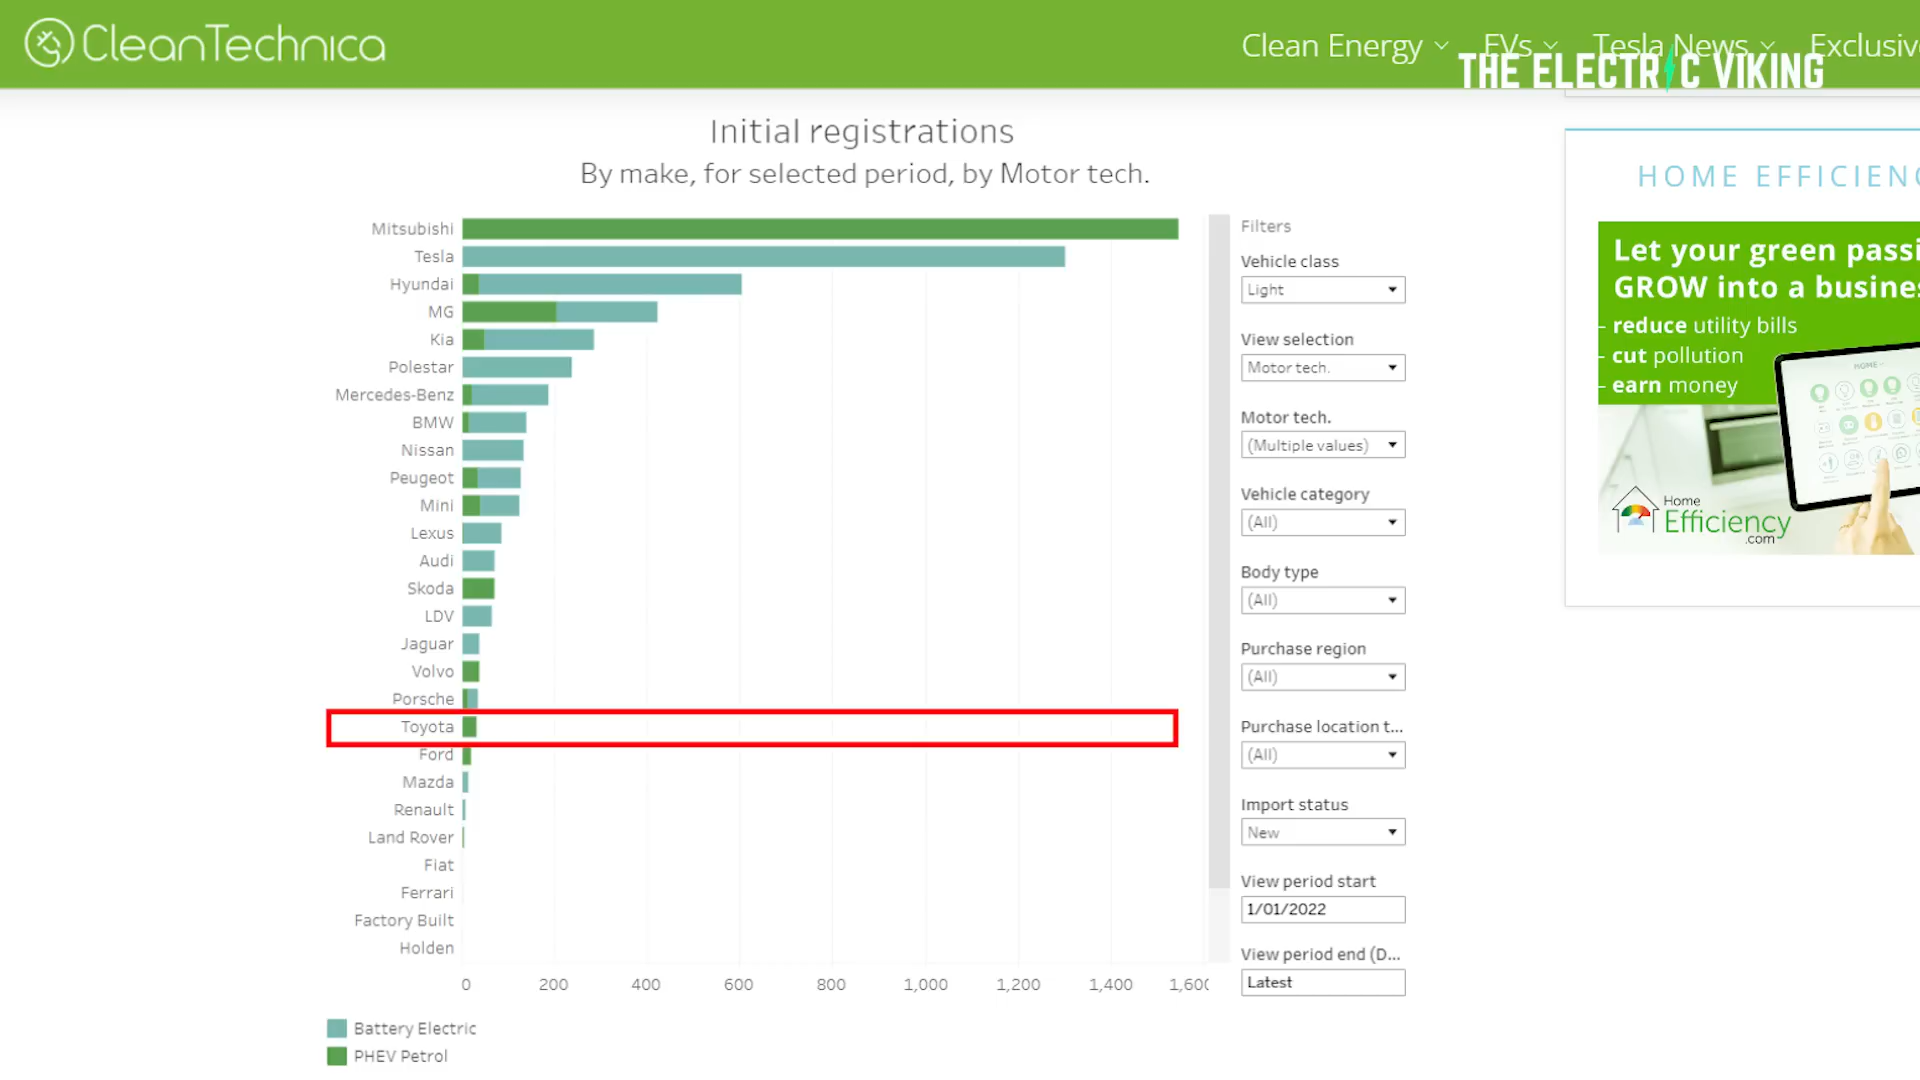 CleanTechnica
Clean Energy EVs Tesla News Exclusiv
THE ELECTRIC VIKING
Initial registrations
By make, for selected period, by Motor tech.
Mitsubishi
Tesla
Hyundai
MG
Kia
Polestar
Mercedes-Benz
BMW
Nissan
Peugeot
Mini
Lexus
Audi
Skoda
LDV
Jaguar
Volvo
Porsche
Toyota
Ford
Mazda
Renault
Land Rover
Fiat
Ferrari
Factory Built
Holden
0 200 400 600 800 1,000 1,200 1,400 1,600
Battery Electric
PHEV Petrol
Filters
Vehicle class
Light
View selection
Motor tech.
Motor tech.
(Multiple values)
Vehicle category
(All)
Body type
(All)
Purchase region
(All)
Purchase location t...
(All)
Import status
New
View period start
1/01/2022
View period end (D...
Latest
HOME EFFICIENC
Let your green passi
GROW into a busines
- reduce utility bills
- cut pollution
- earn money
HOME
Home
Efficiency
.com